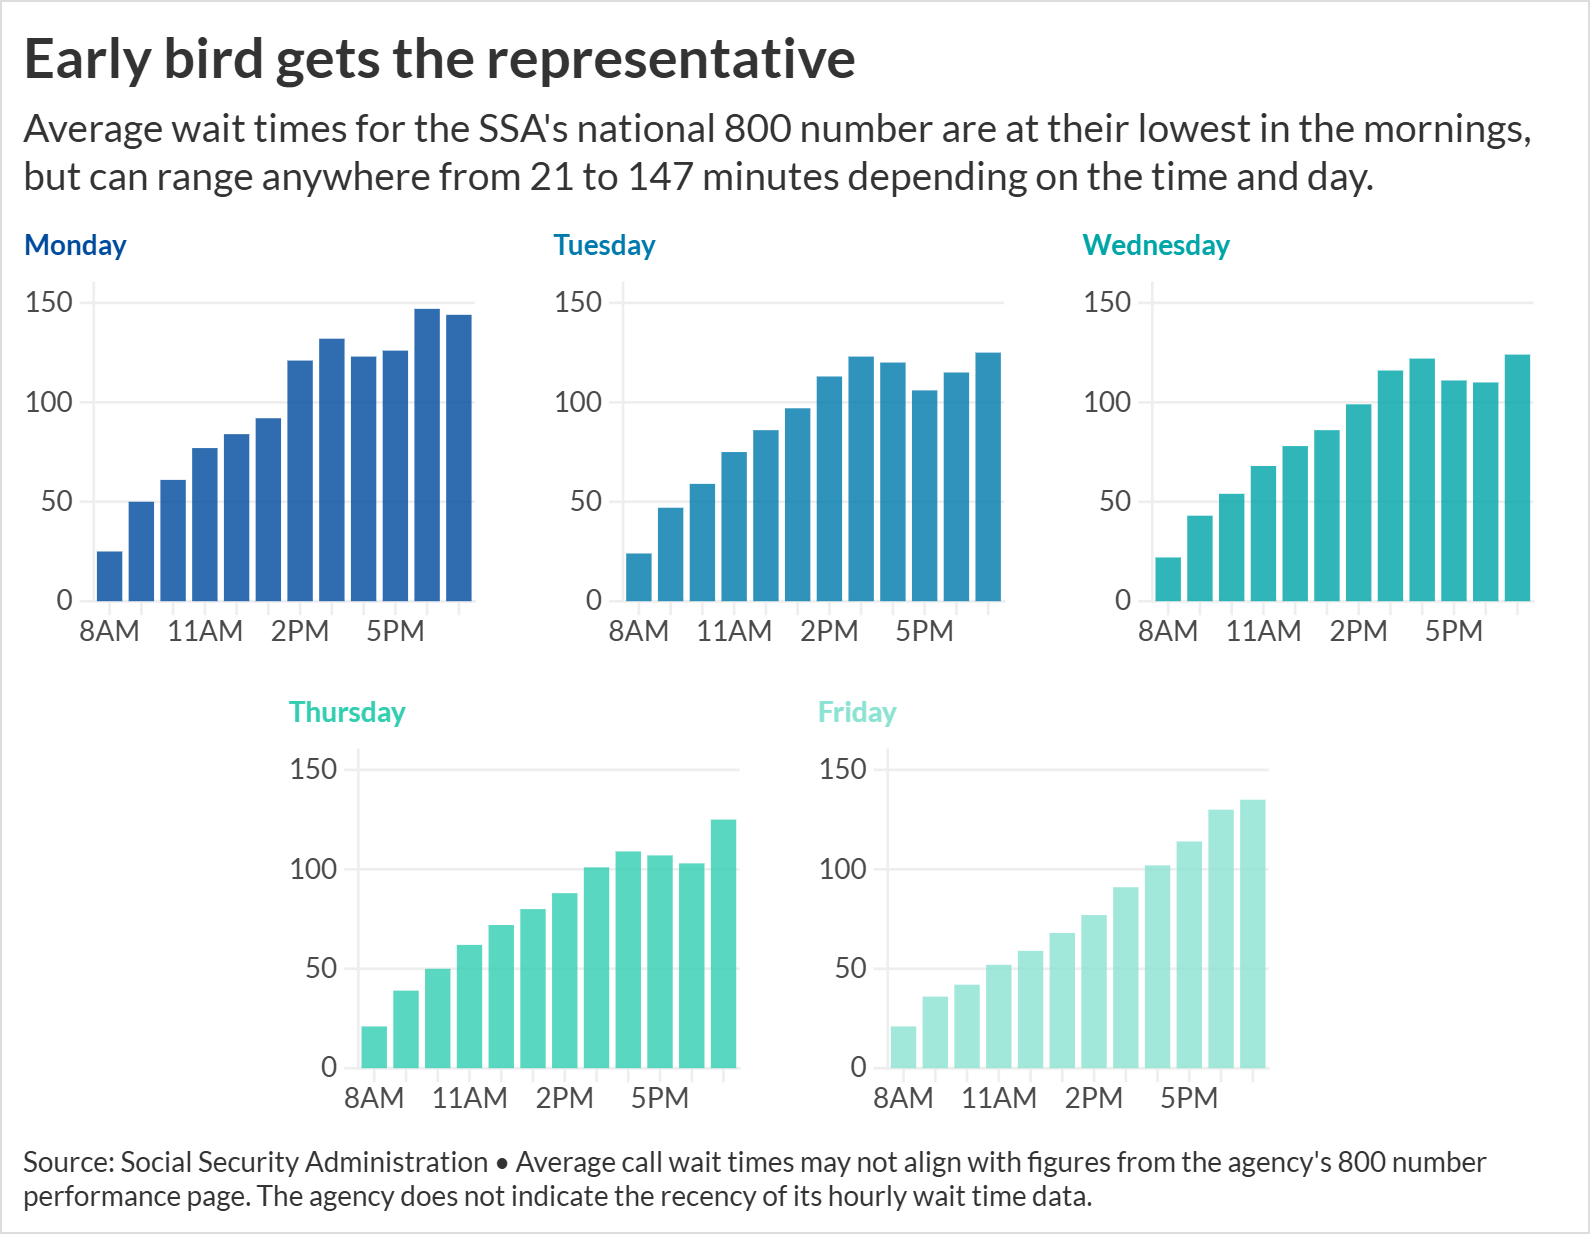 Early bird gets the representative
Average wait times for the SSA's national 800 number are at their lowest in the mornings,
but can range anywhere from 21 to 147 minutes depending on the time and day.
Monday
150
100
50
0
8AM 11AM 2PM 5PM
Tuesday
150
100
50
0
8AM 11AM 2PM 5PM
Wednesday
150
100
50
0
8AM 11AM 2PM 5PM
Thursday
150
100
50
0
8AM 11AM 2PM 5PM
Friday
150
100
50
0
8AM 11AM 2PM 5PM
Source: Social Security Administration • Average call wait times may not align with figures from the agency's 800 number
performance page. The agency does not indicate the recency of its hourly wait time data.